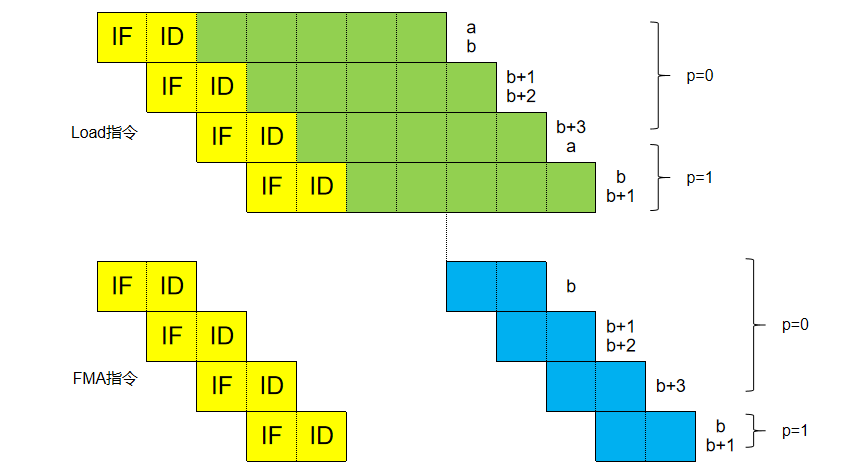 IF ID
a
b
IF ID
b+1
b+2
p=0
Load指令
IF ID
b+3
a
IF ID
b
b+1
p=1
IF ID
b
IF ID
b+1
b+2
p=0
FMA指令
IF ID
b+3
IF ID
b
b+1
p=1